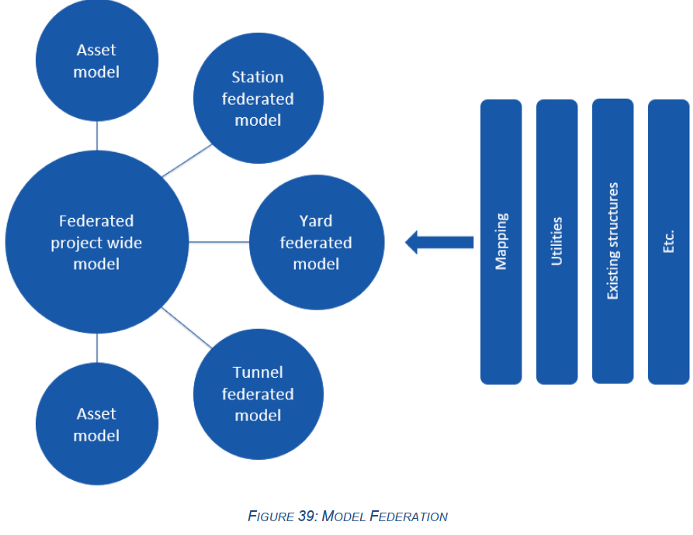 Asset
model
Station
federated
model
Federated
project wide
model
Yard
federated
model
Tunnel
federated
model
Asset
model
Mapping
Utilities
Existing structures
Etc.
FIGURE 39: MODEL FEDERATION